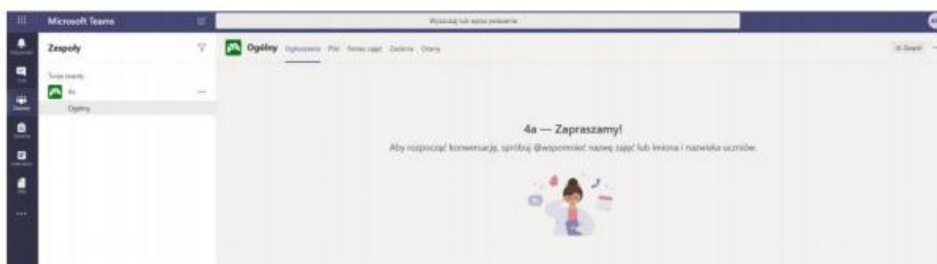 Microsoft Teams
Wyszukaj lub wpisz polecenie
Zespoły
Twoje zespoły
4a
Ogólny
Ogólny Ogłoszenia Pliki Notes zajęć Zadania Oceny
Zespół
4a — Zapraszamy!
Aby rozpocząć konwersację, spróbuj @wspomnieć nazwę zajęć lub imiona i nazwiska uczniów.